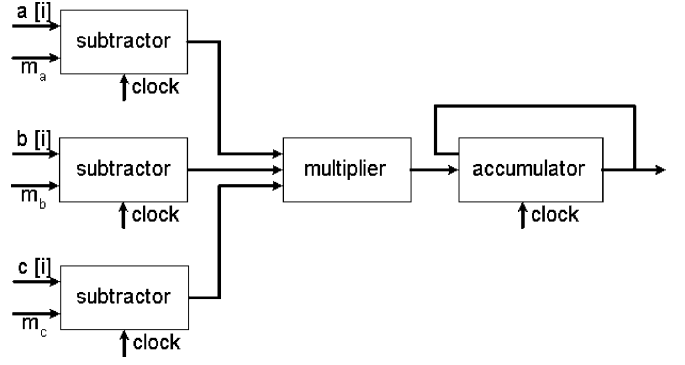 a [i]
subtractor
m_a
clock
b [i]
subtractor
m_b
clock
multiplier
accumulator
clock
c [i]
subtractor
m_c
clock